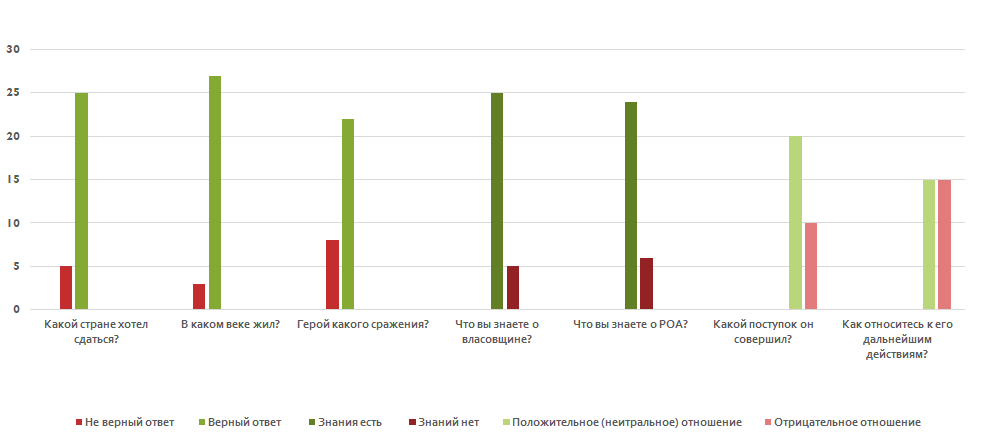 30
25
20
15
10
5
0
Какой стране хотел
сдаться?
В каком веке жил?
Герой какого сражения?
Что вы знаете о
власовщине?
Что вы знаете о РОА?
Какой поступок он
совершил?
Как относитесь к его
дальнейшим
действиям?
Не верный ответ
Верный ответ
Знания есть
Знаний нет
Положительное (неитральное) отношение
Отрицательное отношение